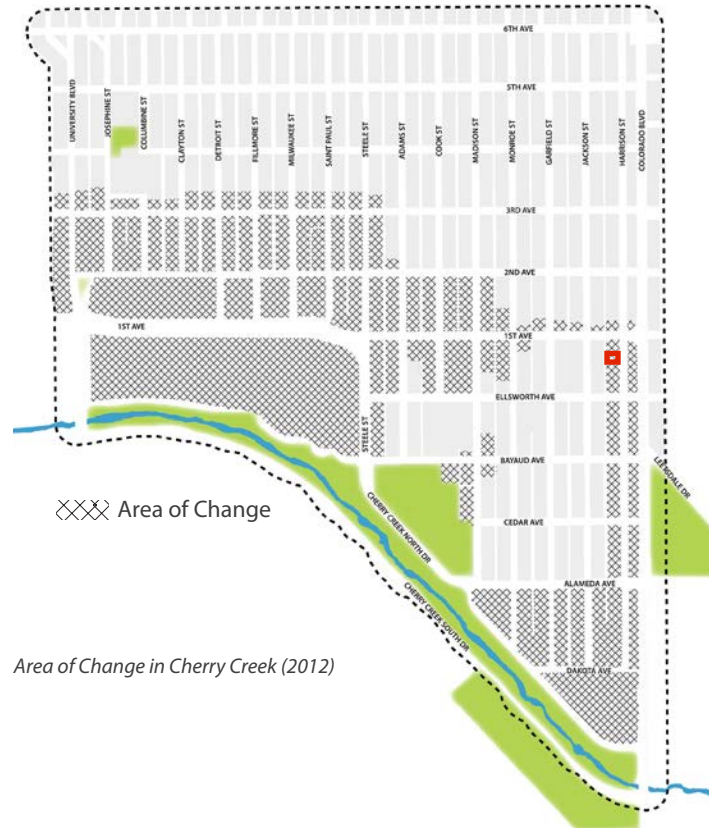 6TH AVE
5TH AVE
UNIVERSITY BLVD
JOSEPHINE ST
COLUMBINE ST
CLAYTON ST
DETROIT ST
FILLMORE ST
MILWAUKEE ST
SAINT PAUL ST
STEELE ST
ADAMS ST
COOK ST
MADISON ST
MONROE ST
GARFIELD ST
JACKSON ST
HARRISON ST
COLORADO BLVD
3RD AVE
2ND AVE
1ST AVE
1ST AVE
ELLSWORTH AVE
STEELE ST
BAYAUD AVE
LEETSDALE DR
Area of Change
CHERRY CREEK NORTH DR
CEDAR AVE
CHERRY CREEK SOUTH DR
ALAMEDA AVE
Area of Change in Cherry Creek (2012)
DAKOTA AVE